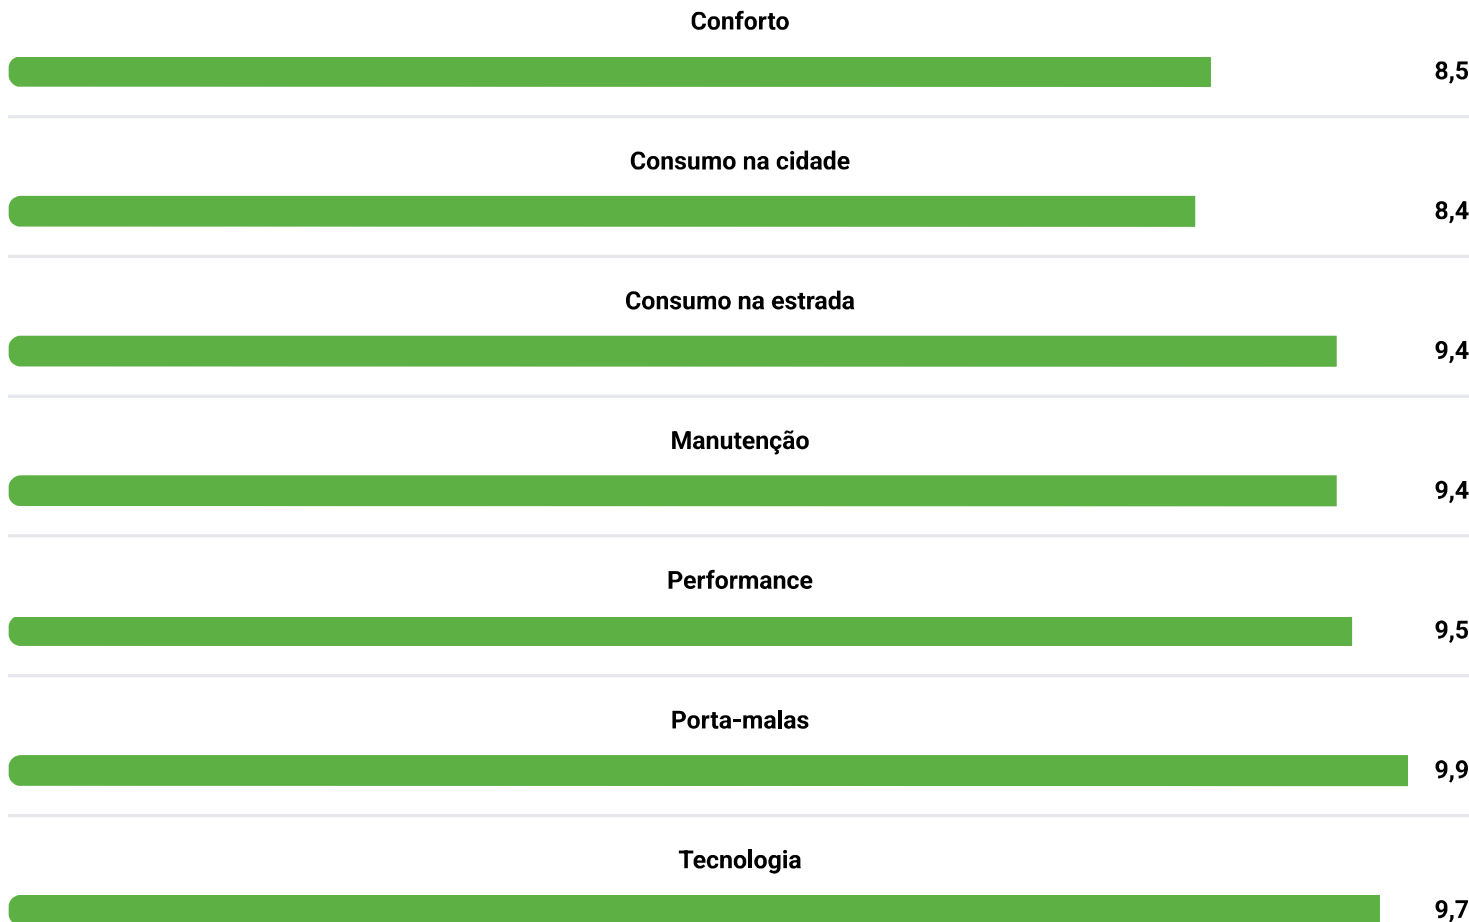 Conforto
8,5
Consumo na cidade
8,4
Consumo na estrada
9,4
Manutenção
9,4
Performance
9,5
Porta-malas
9,9
Tecnologia
9,7